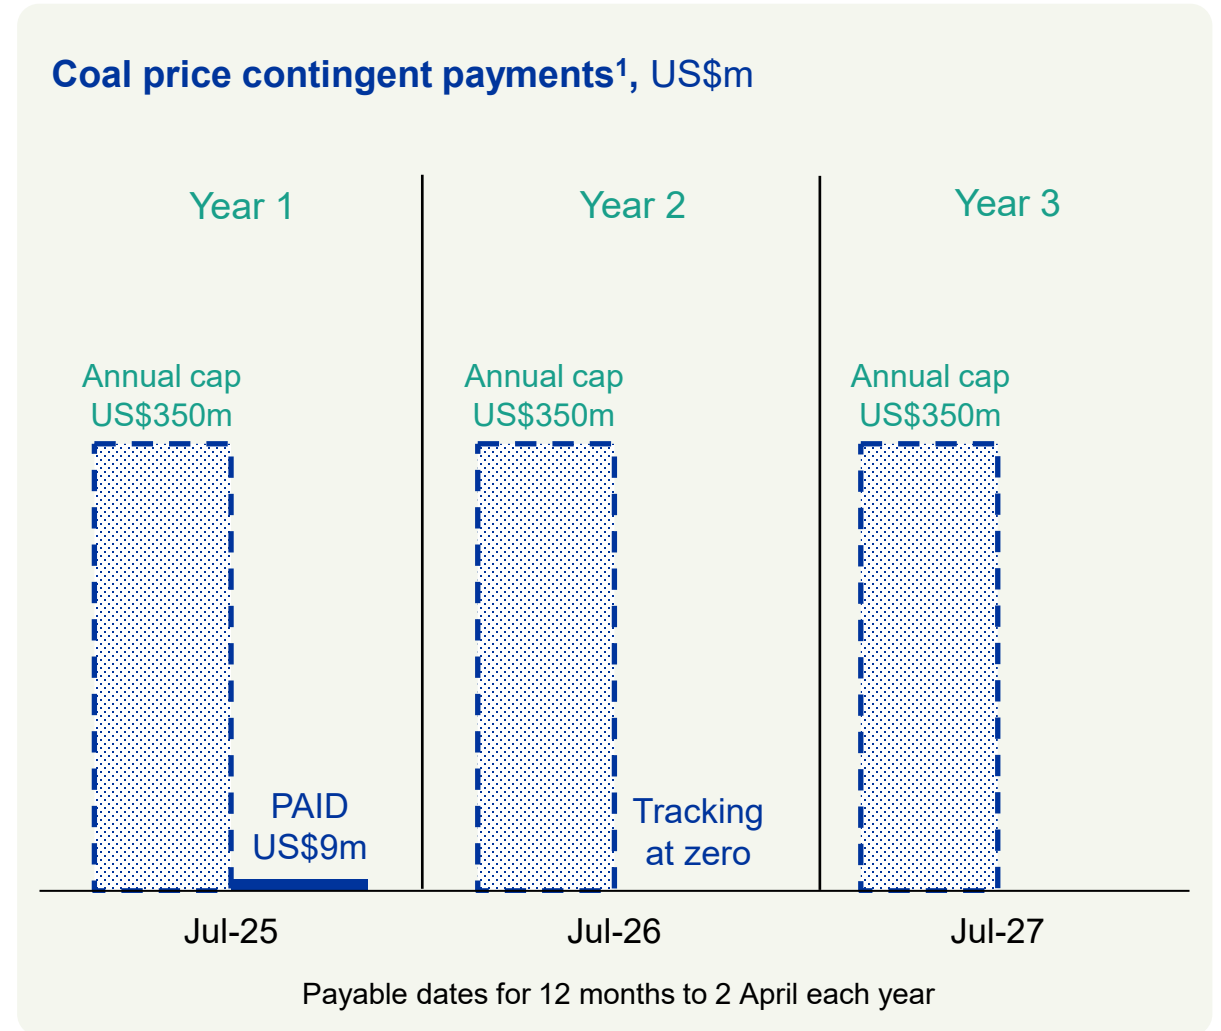 Coal price contingent payments¹, US$m
Year 1
Year 2
Year 3
Annual cap
US$350m
Annual cap
US$350m
Annual cap
US$350m
PAID
US$9m
Tracking
at zero
Jul-25
Jul-26
Jul-27
Payable dates for 12 months to 2 April each year